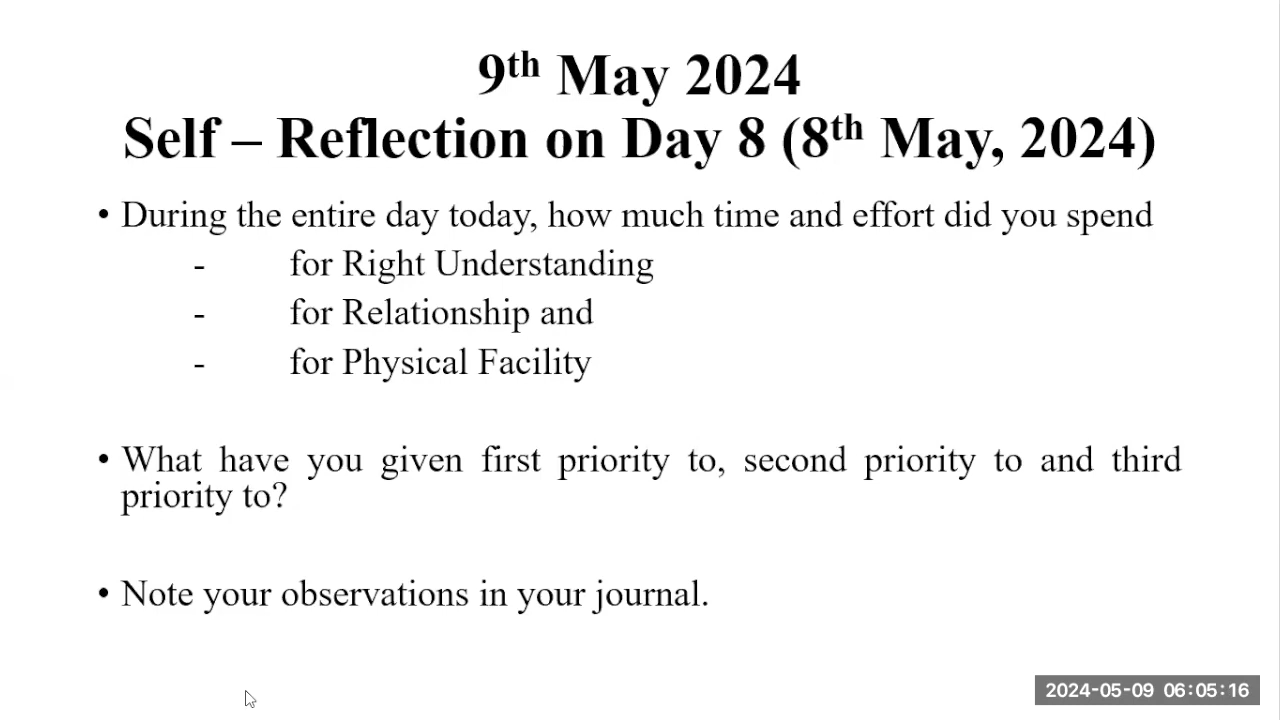 9th May 2024
Self – Reflection on Day 8 (8th May, 2024)
• During the entire day today, how much time and effort did you spend
- for Right Understanding
- for Relationship and
- for Physical Facility
• What have you given first priority to, second priority to and third
priority to?
• Note your observations in your journal.
2024-05-09 06:05:16